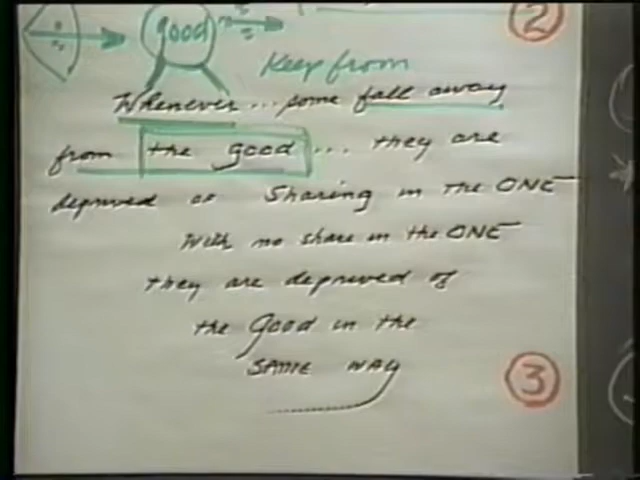 2
good
Keep from
Whenever... some fall away
from the good... they are
deprived of Sharing in the ONE
With no share in the ONE
they are deprived of
the Good in the
SAME WAY
3